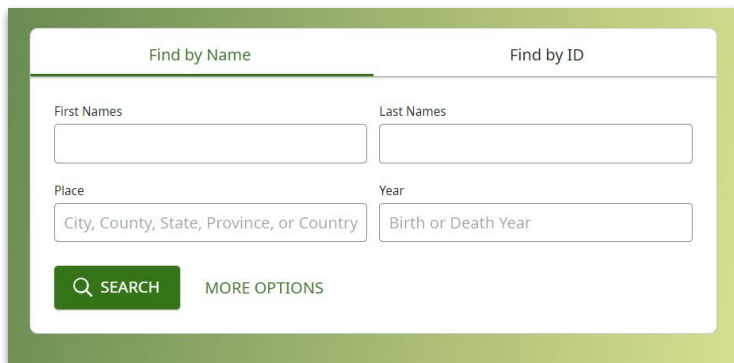 Find by Name Find by ID
First Names Last Names
Place Year
City, County, State, Province, or Country Birth or Death Year
SEARCH MORE OPTIONS